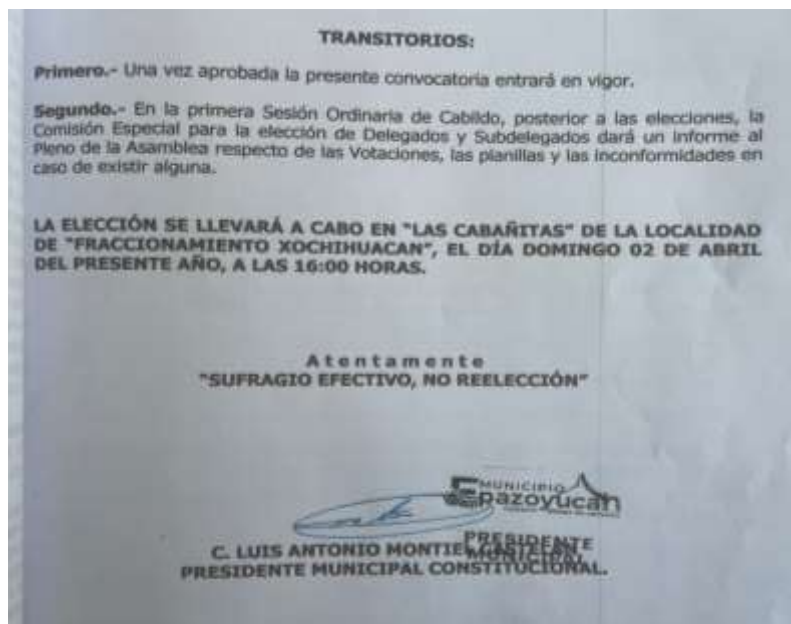 TRANSITORIOS:
Primero.- Una vez aprobada la presente convocatoria entrará en vigor.
Segundo.- En la primera Sesión Ordinaria de Cabildo, posterior a las elecciones, la
Comisión Especial para la elección de Delegados y Subdelegados dará un informe al
Pleno de la Asamblea respecto de las Votaciones, las planillas y las inconformidades en
caso de existir alguna.
LA ELECCIÓN SE LLEVARÁ A CABO EN "LAS CABAÑITAS" DE LA LOCALIDAD
DE "FRACCIONAMIENTO XOCHIHUACAN", EL DÍA DOMINGO 02 DE ABRIL
DEL PRESENTE AÑO, A LAS 16:00 HORAS.
Atentamente
"SUFRAGIO EFECTIVO, NO REELECCIÓN"
MUNICIPIO
Epazoyucan
PRESIDENTE
MUNICIPAL
C. LUIS ANTONIO MONTIEL CASTELAN
PRESIDENTE MUNICIPAL CONSTITUCIONAL.